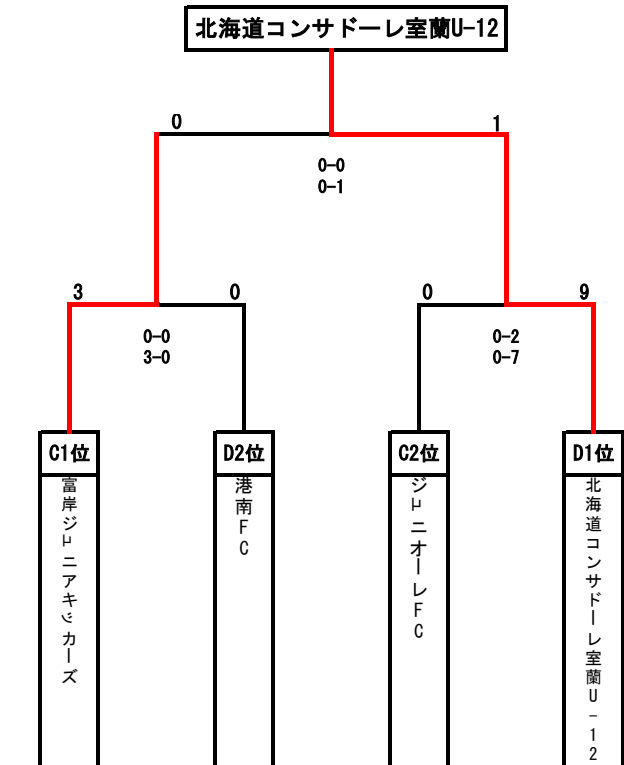 北海道コンサドーレ室蘭U-12
0 1
0-0
0-1
3 0 0 9
0-0 0-2
3-0 0-7
C1位 D2位 C2位 D1位
富岸ジュニアキッカーズ
港南FC
ジュニオーレFC
北海道コンサドーレ室蘭U-12